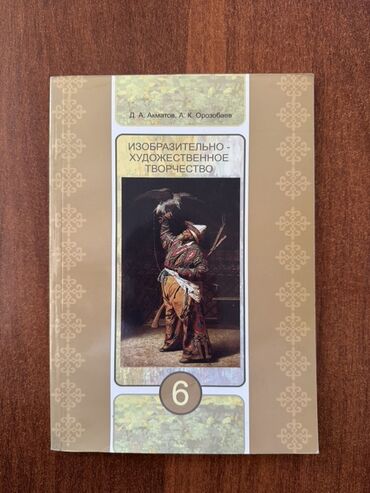 Д. А. Акматов, А. К. Орозобаев
ИЗОБРАЗИТЕЛЬНО -
ХУДОЖЕСТВЕННОЕ
ТВОРЧЕСТВО
6